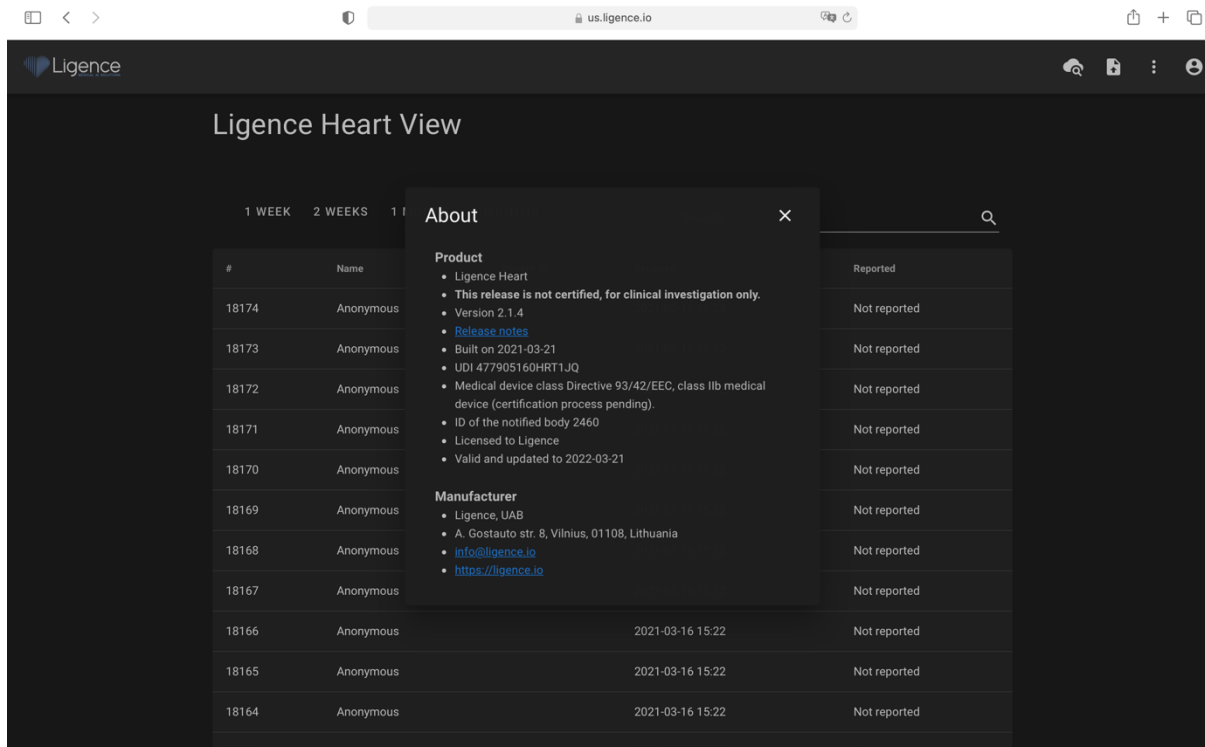 us.ligence.io
Ligence
Ligence Heart View
1 WEEK 2 WEEKS 1
About
Product
Ligence Heart
This release is not certified, for clinical investigation only.
Version 2.1.4
Release notes
Built on 2021-03-21
UDI 477905160HRT1JQ
Medical device class Directive 93/42/EEC, class IIb medical
device (certification process pending).
ID of the notified body 2460
Licensed to Ligence
Valid and updated to 2022-03-21
Manufacturer
Ligence, UAB
A. Gostauto str. 8, Vilnius, 01108, Lithuania
info@ligence.io
https://ligence.io
# Name Reported
18174 Anonymous Not reported
18173 Anonymous Not reported
18172 Anonymous Not reported
18171 Anonymous Not reported
18170 Anonymous Not reported
18169 Anonymous Not reported
18168 Anonymous Not reported
18167 Anonymous Not reported
18166 Anonymous 2021-03-16 15:22 Not reported
18165 Anonymous 2021-03-16 15:22 Not reported
18164 Anonymous 2021-03-16 15:22 Not reported